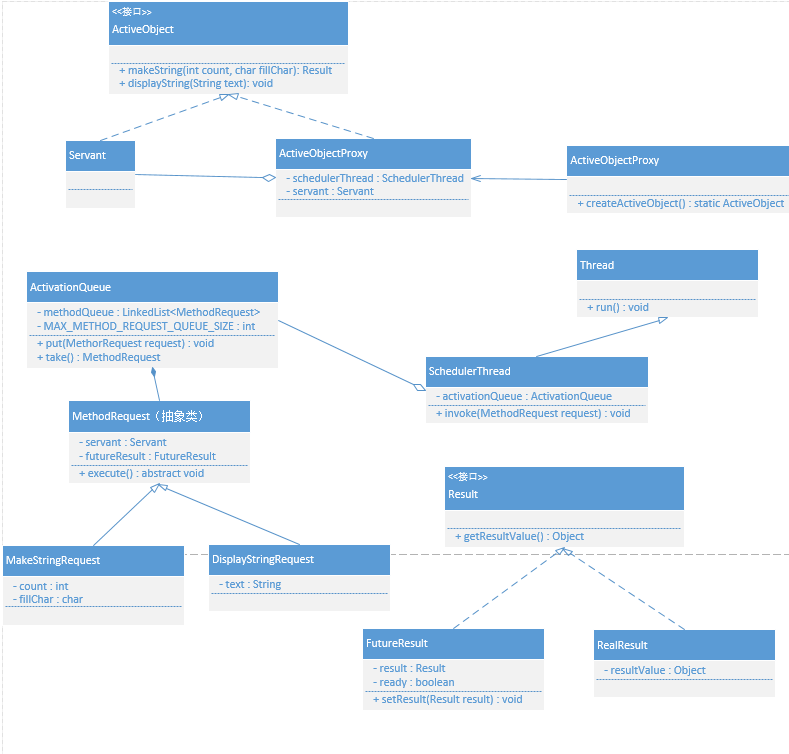 <<接口>>
ActiveObject
+ makeString(int count, char fillChar): Result
+ displayString(String text): void
Servant
ActiveObjectProxy
- schedulerThread : SchedulerThread
- servant : Servant
ActiveObjectProxy
+ createActiveObject() : static ActiveObject
Thread
+ run() : void
ActivationQueue
- methodQueue : LinkedList<MethodRequest>
- MAX_METHOD_REQUEST_QUEUE_SIZE : int
+ put(MethorRequest request) : void
+ take() : MethodRequest
SchedulerThread
- activationQueue : ActivationQueue
+ invoke(MethodRequest request) : void
MethodRequest（抽象类）
- servant : Servant
- futureResult : FutureResult
+ execute() : abstract void
<<接口>>
Result
+ getResultValue() : Object
MakeStringRequest
- count : int
- fillChar : char
DisplayStringRequest
- text : String
FutureResult
- result : Result
- ready : boolean
+ setResult(Result result) : void
RealResult
- resultValue : Object